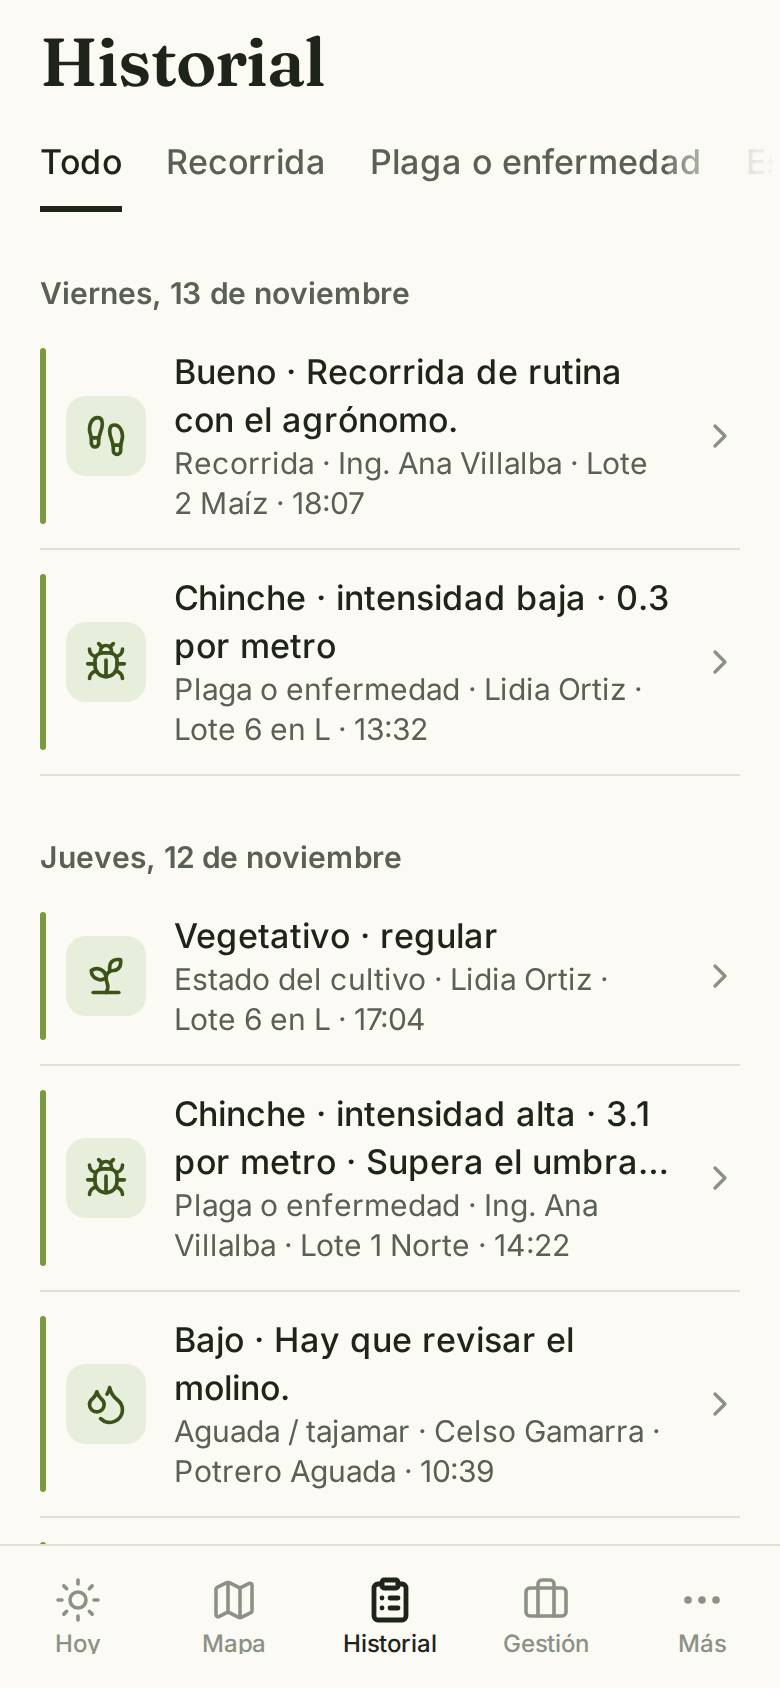 Historial
Todo Recorrida Plaga o enfermedad
Viernes, 13 de noviembre
Bueno · Recorrida de rutina
con el agrónomo.
Recorrida · Ing. Ana Villalba · Lote
2 Maíz · 18:07
Chinche · intensidad baja · 0.3
por metro
Plaga o enfermedad · Lidia Ortiz ·
Lote 6 en L · 13:32
Jueves, 12 de noviembre
Vegetativo · regular
Estado del cultivo · Lidia Ortiz ·
Lote 6 en L · 17:04
Chinche · intensidad alta · 3.1
por metro · Supera el umbra...
Plaga o enfermedad · Ing. Ana
Villalba · Lote 1 Norte · 14:22
Bajo · Hay que revisar el
molino.
Aguada / tajamar · Celso Gamarra ·
Potrero Aguada · 10:39
Hoy Mapa Historial Gestión Más